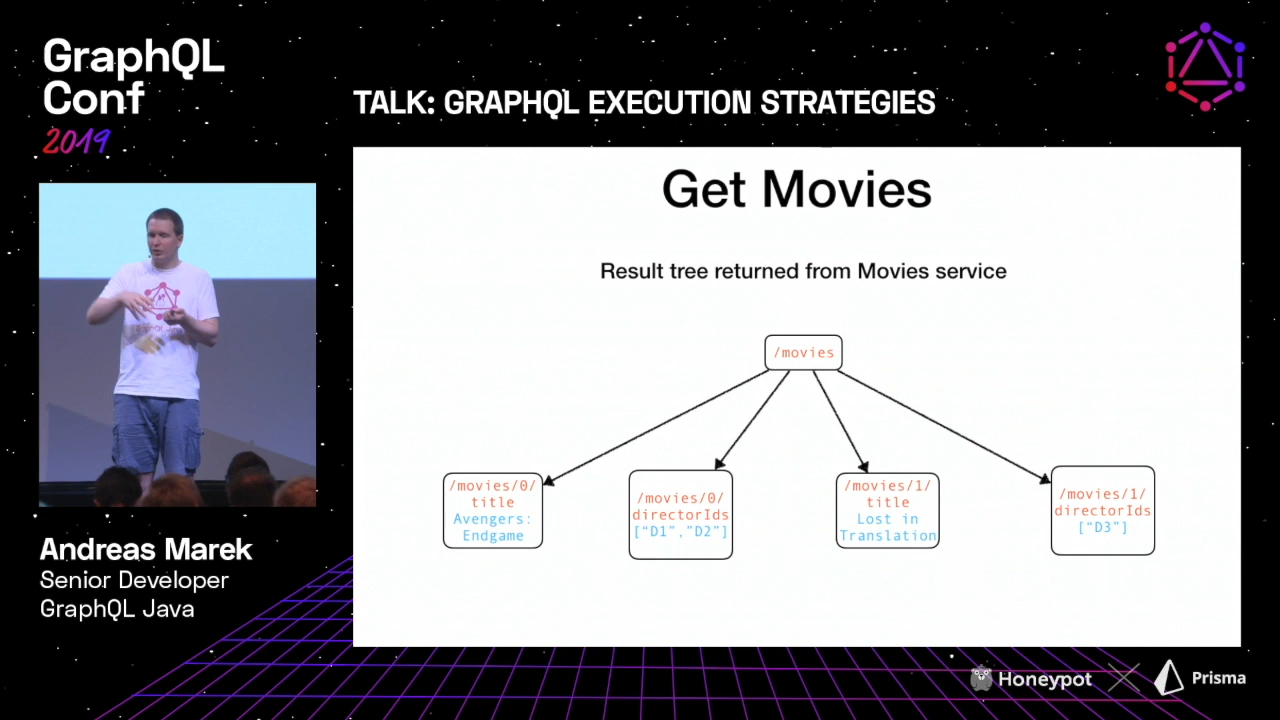 GraphQL
Conf
2019
TALK: GRAPHQL EXECUTION STRATEGIES
Get Movies
Result tree returned from Movies service
/movies
/movies/0/
title
Avengers:
Endgame
/movies/0/
directorIds
["D1","D2"]
/movies/1/
title
Lost in
Translation
/movies/1/
directorIds
["D3"]
Andreas Marek
Senior Developer
GraphQL Java
Honeypot
Prisma